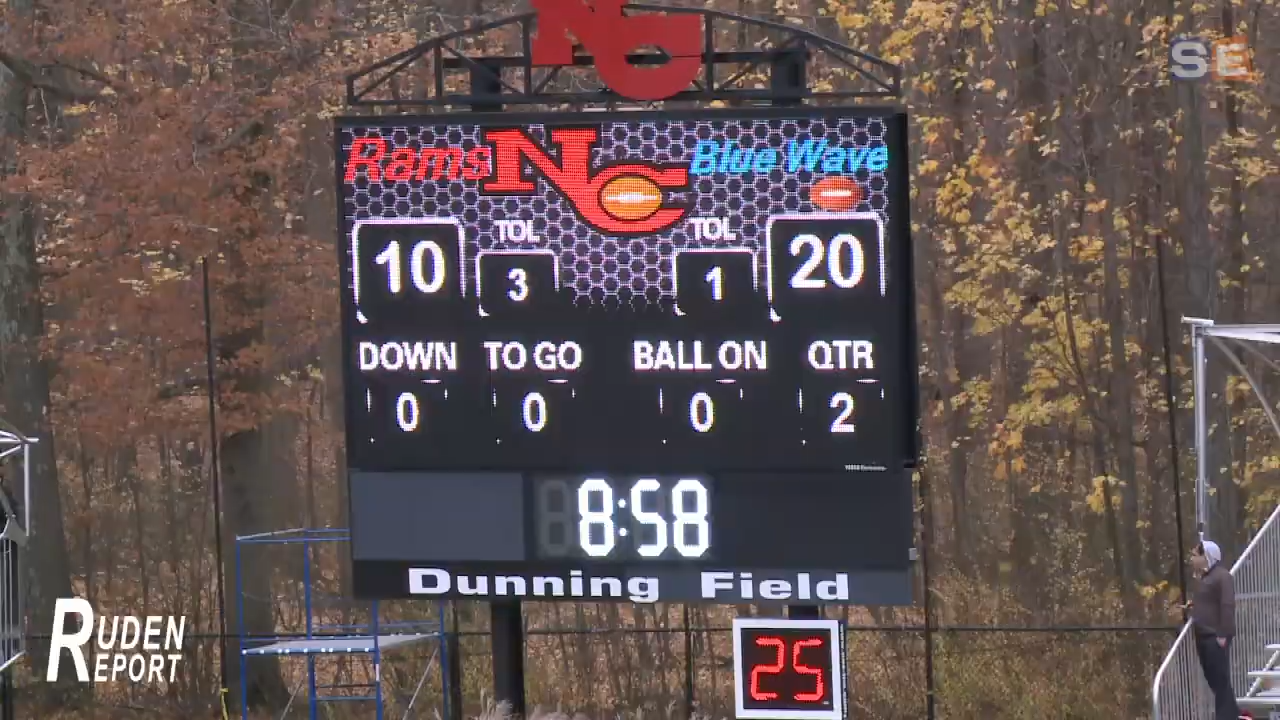 NC
SE
Rams NC Blue Wave
TOL TOL
10 3 1 20
DOWN TO GO BALL ON QTR
0 0 0 2
8:58
Dunning Field
25
RUDEN
REPORT